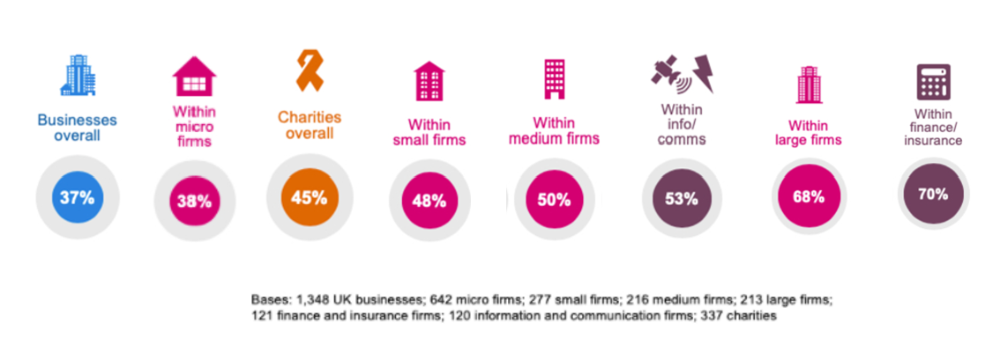 Businesses
overall
37%
Within
micro
firms
38%
Charities
overall
45%
Within
small firms
48%
Within
medium firms
50%
Within
info/
comms
53%
Within
large firms
68%
Within
finance/
insurance
70%
Bases: 1,348 UK businesses; 642 micro firms; 277 small firms; 216 medium firms; 213 large firms;
121 finance and insurance firms; 120 information and communication firms; 337 charities